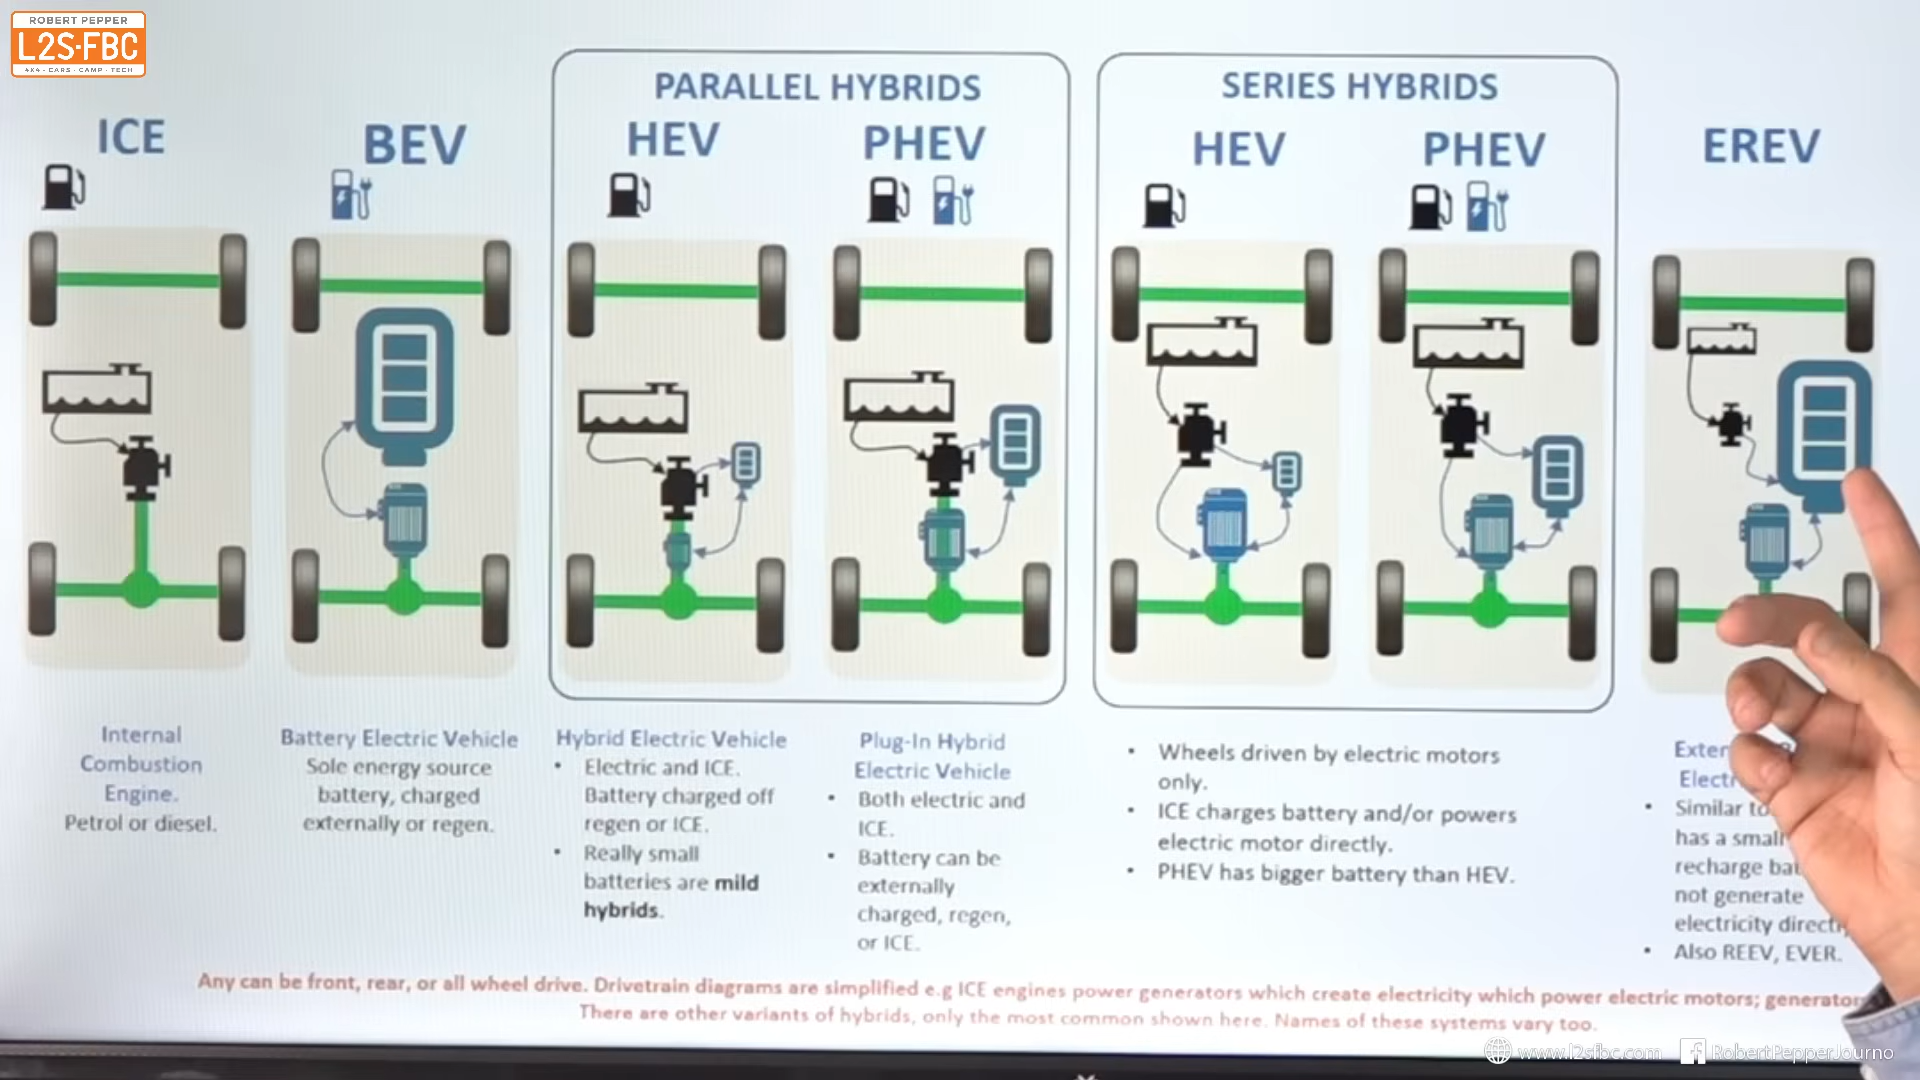 ROBERT PEPPER
L2S-FBC
4X4 - CARS - CAMP - TECH
PARALLEL HYBRIDS
SERIES HYBRIDS
ICE
BEV
HEV
PHEV
HEV
PHEV
EREV
Internal
Combustion
Engine.
Petrol or diesel.
Battery Electric Vehicle
Sole energy source
battery, charged
externally or regen.
Hybrid Electric Vehicle
• Electric and ICE.
Battery charged off
regen or ICE.
• Really small
batteries are mild
hybrids.
Plug-In Hybrid
Electric Vehicle
• Both electric and
ICE.
• Battery can be
externally
charged, regen,
or ICE.
• Wheels driven by electric motors
only.
• ICE charges battery and/or powers
electric motor directly.
• PHEV has bigger battery than HEV.
• Similar to
has a small
recharge
not generate
electricity
• Also REEV, EVER.
Any can be front, rear, or all wheel drive. Drivetrain diagrams are simplified e.g ICE engines power generators which create electricity which power electric motors;
There are other variants of hybrids, only the most common shown here. Names of these systems vary too.
www.l2sfbc.com
RobertPepperJourno